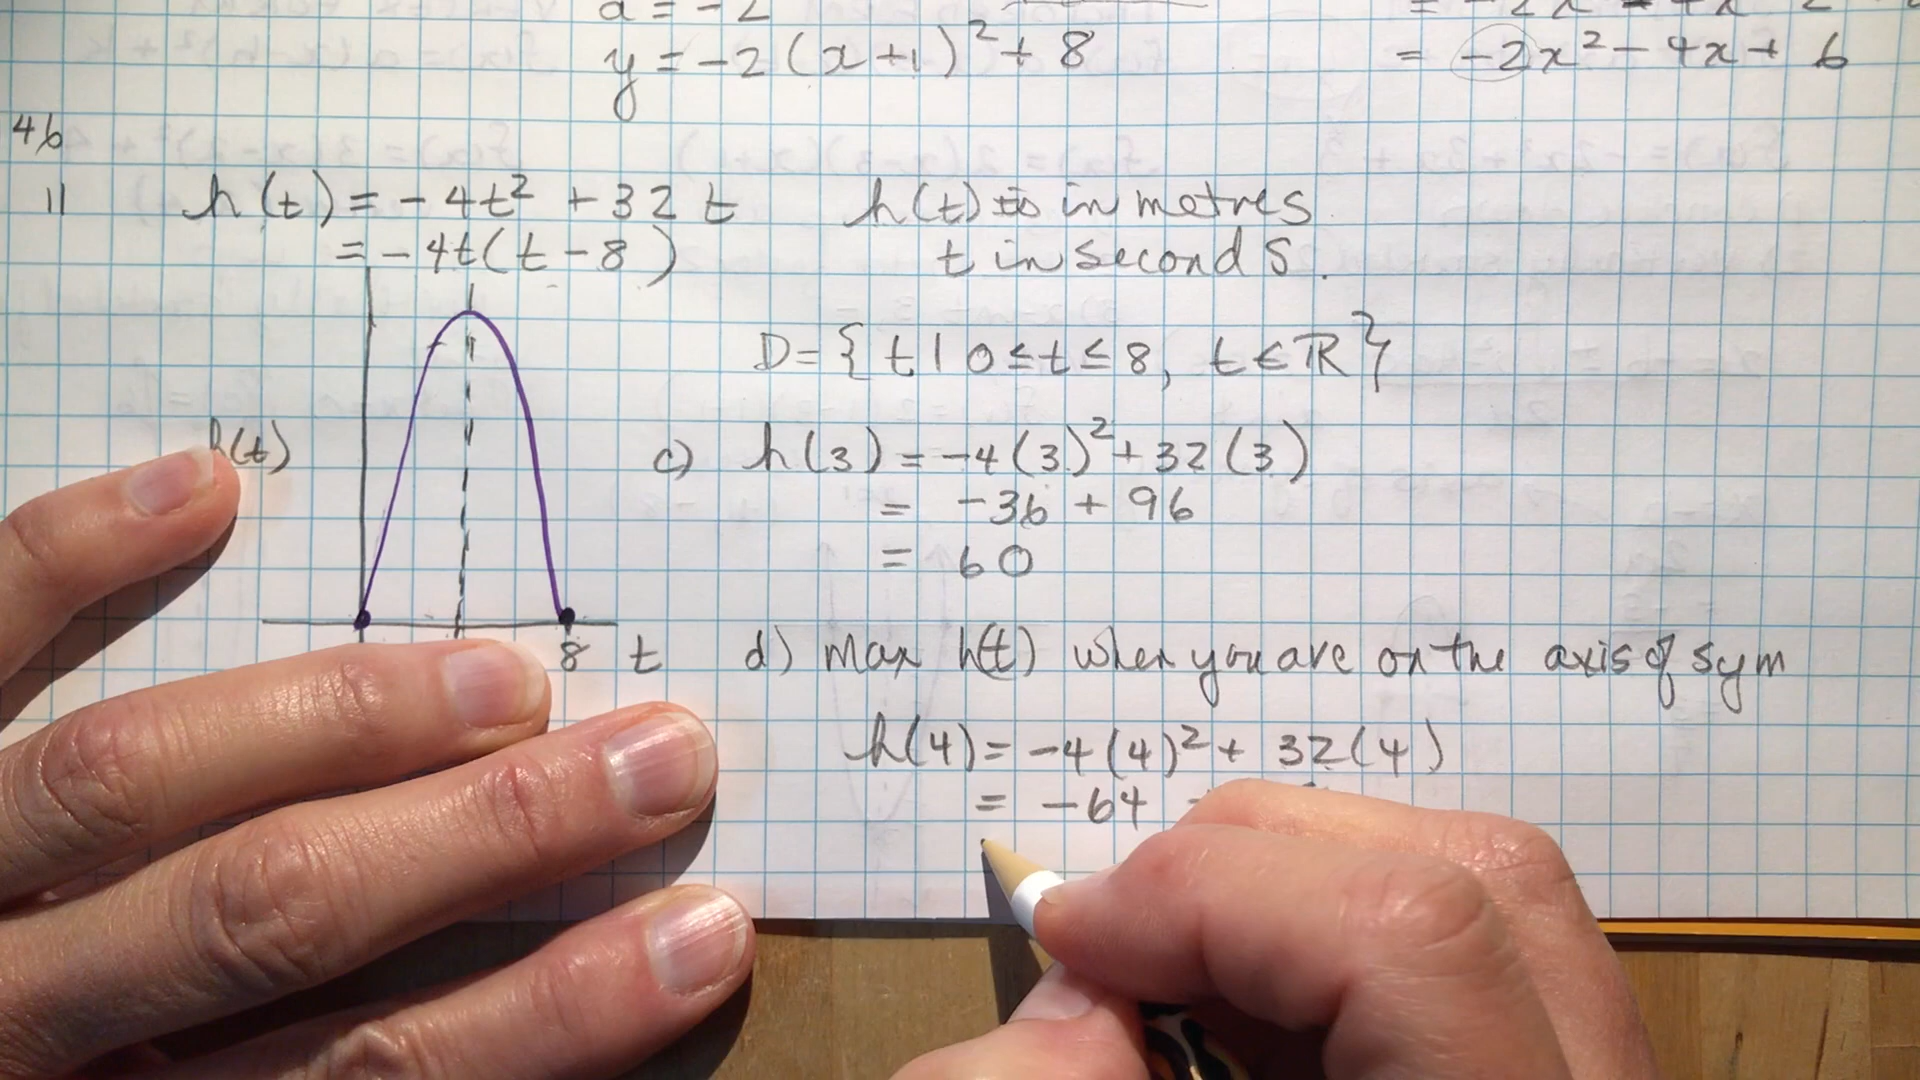 a = -2
y = -2(x+1)² + 8
= -2x² - 4x + 6
46
11
h(t) = -4t² + 32t
= -4t(t-8)
h(t) in metres
t in seconds.
D = { t | 0 ≤ t ≤ 8, t ∈ ℝ }
h(t)
8 t
c) h(3) = -4(3)² + 32(3)
= -36 + 96
= 60
d) max h(t) when you are on the axis of sym
h(4) = -4(4)² + 32(4)
= -64